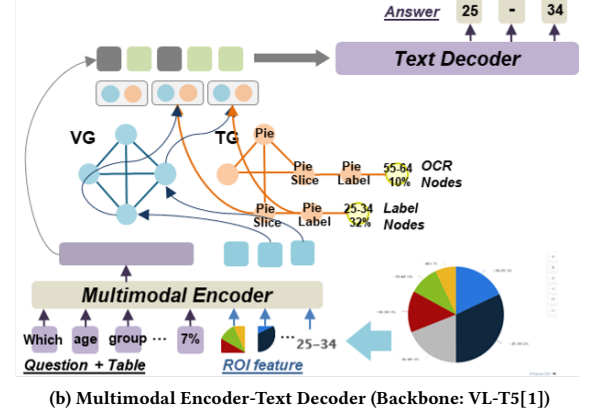 Answer 25 - 34
Text Decoder
VG TG Pie
Pie Slice Pie Label 55-64 10% OCR Nodes
Pie Slice Pie Label 25-34 32% Label Nodes
Multimodal Encoder
Which age group ... 7% ... 25-34
Question + Table ROI feature
(b) Multimodal Encoder-Text Decoder (Backbone: VL-T5[1])